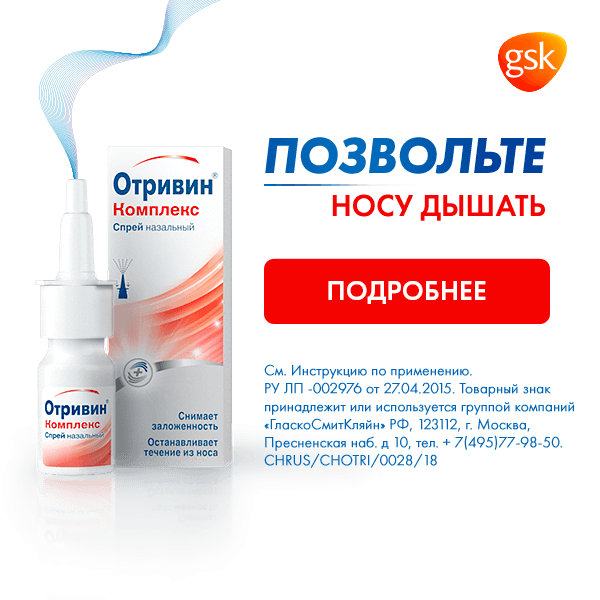 gsk
ПОЗВОЛЬТЕ
НОСУ ДЫШАТЬ
ПОДРОБНЕЕ
См. Инструкцию по применению.
РУ ЛП -002976 от 27.04.2015. Товарный знак
принадлежит или используется группой компаний
«ГласкоСмитКляйн» РФ, 123112, г. Москва,
Пресненская наб. д 10, тел. + 7(495)77-98-50.
CHRUS/CHOTRI/0028/18
Отривин®
Комплекс
Спрей назальный
Снимает
заложенность
Останавливает
течение из носа
Отривин®
Комплекс
Спрей назальный